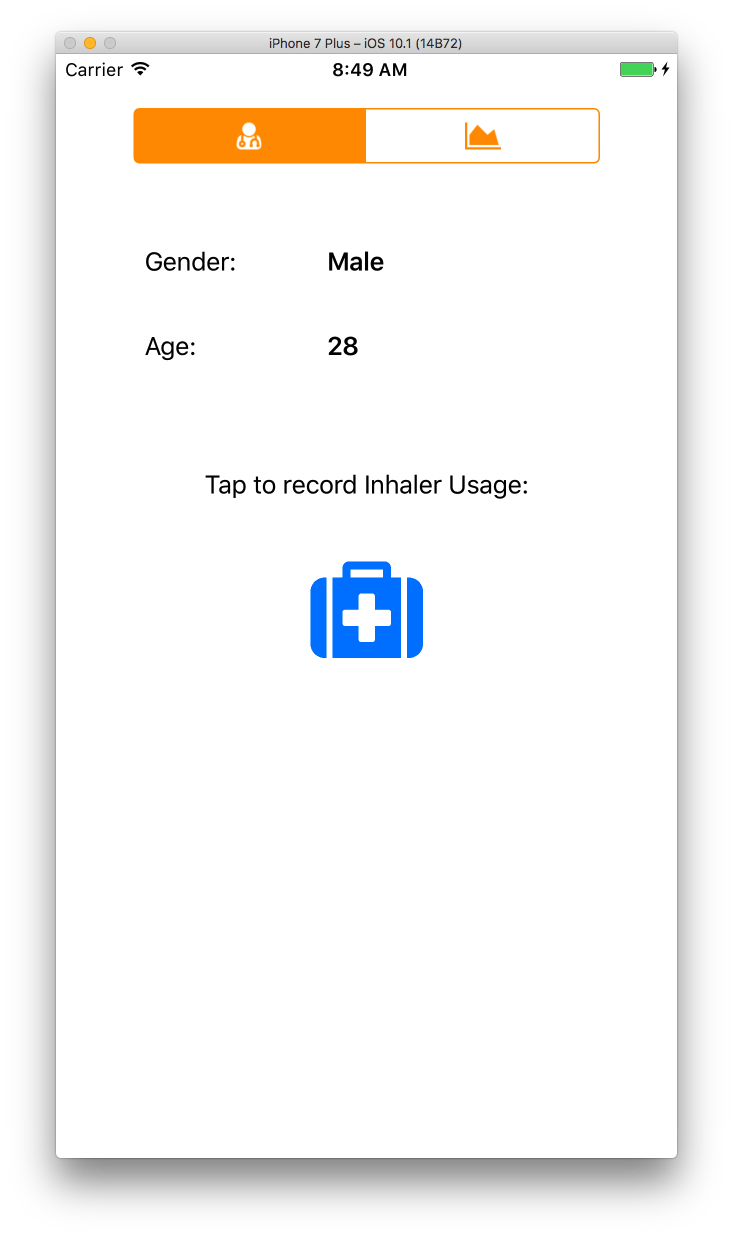 iPhone 7 Plus – iOS 10.1 (14B72)
Carrier 8:49 AM
Gender: Male
Age: 28
Tap to record Inhaler Usage: